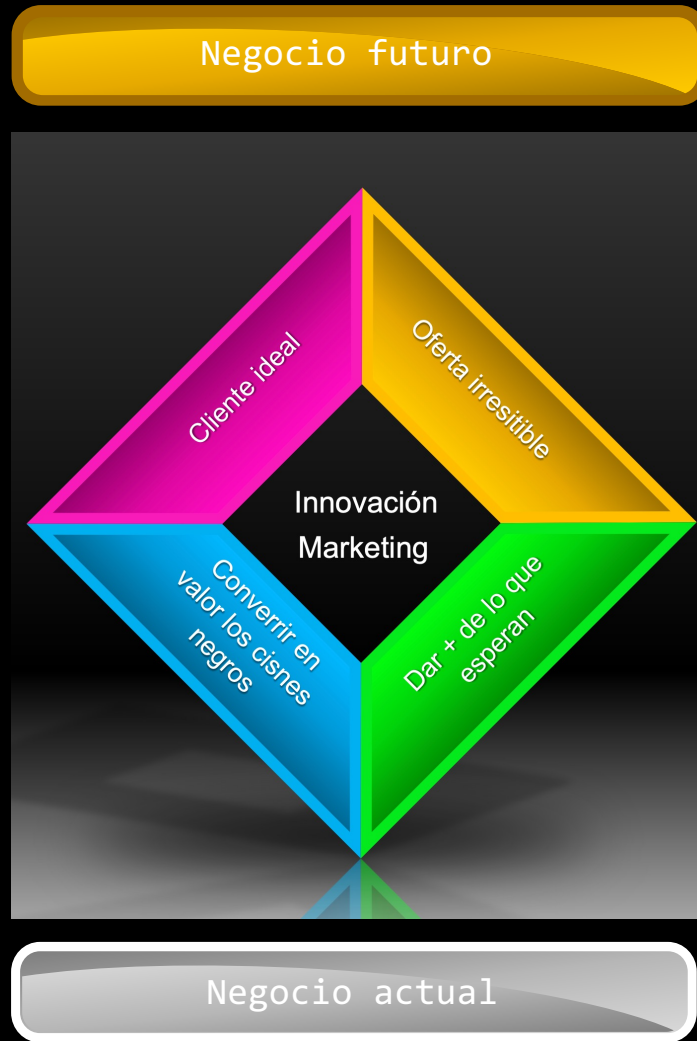 Negocio futuro
Cliente ideal
Oferta irresitible
Innovación
Marketing
Converrir en
valor los cisnes
negros
Dar + de lo que
esperan
Negocio actual